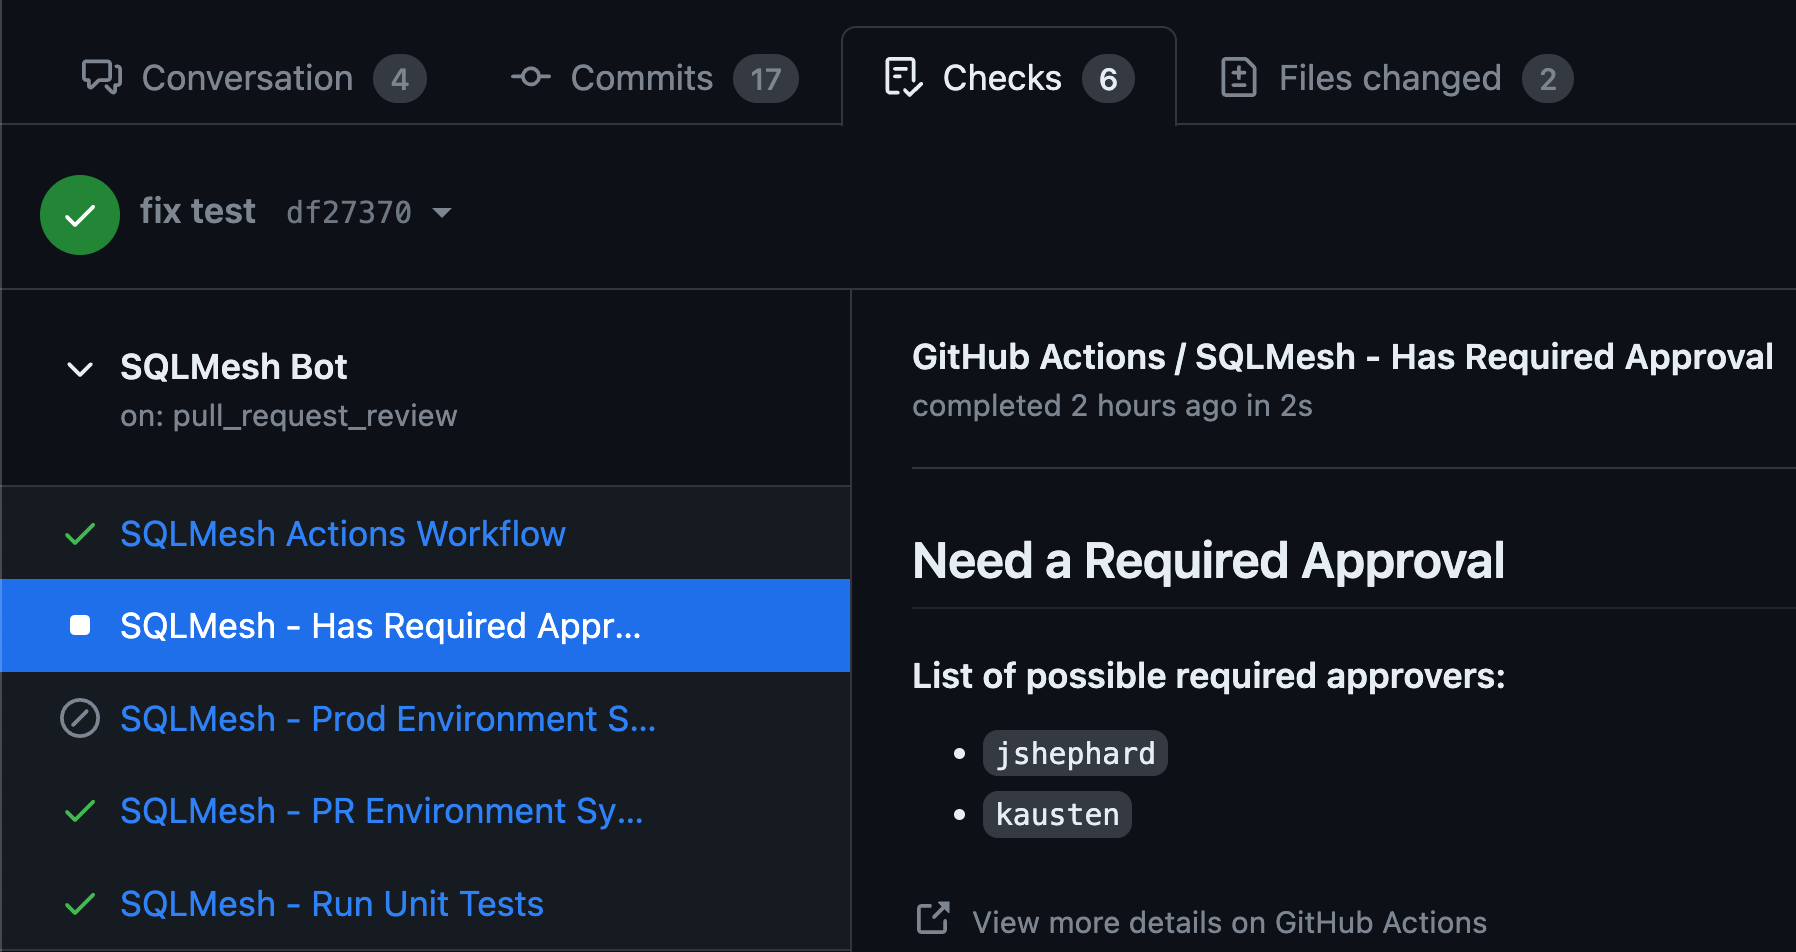 Conversation 4 Commits 17 Checks 6 Files changed 2
fix test df27370
SQLMesh Bot
on: pull_request_review
SQLMesh Actions Workflow
SQLMesh - Has Required Appr...
SQLMesh - Prod Environment S...
SQLMesh - PR Environment Sy...
SQLMesh - Run Unit Tests
GitHub Actions / SQLMesh - Has Required Approval
completed 2 hours ago in 2s
Need a Required Approval
List of possible required approvers:
• jshephard
• kausten
View more details on GitHub Actions